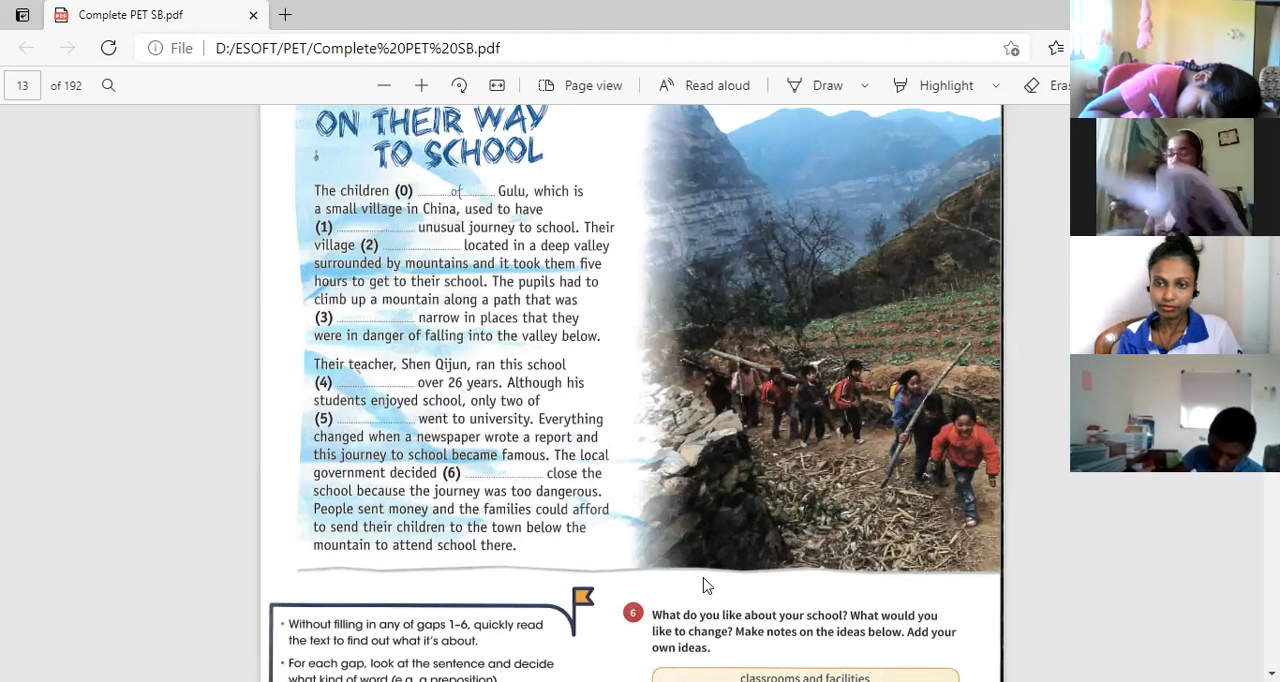 Complete PET SB.pdf
File D:/ESOFT/PET/Complete%20PET%20SB.pdf
13 of 192
Page view
Read aloud
Draw
Highlight
Eras
ON THEIR WAY
TO SCHOOL
The children (0) of Gulu, which is
a small village in China, used to have
(1) unusual journey to school. Their
village (2) located in a deep valley
surrounded by mountains and it took them five
hours to get to their school. The pupils had to
climb up a mountain along a path that was
(3) narrow in places that they
were in danger of falling into the valley below.
Their teacher, Shen Qijun, ran this school
(4) over 26 years. Although his
students enjoyed school, only two of
(5) went to university. Everything
changed when a newspaper wrote a report and
this journey to school became famous. The local
government decided (6) close the
school because the journey was too dangerous.
People sent money and the families could afford
to send their children to the town below the
mountain to attend school there.
• Without filling in any of gaps 1–6, quickly read
the text to find out what it's about.
• For each gap, look at the sentence and decide
what kind of word (e.g. a preposition)
6 What do you like about your school? What would you
like to change? Make notes on the ideas below. Add your
own ideas.
classrooms and facilities